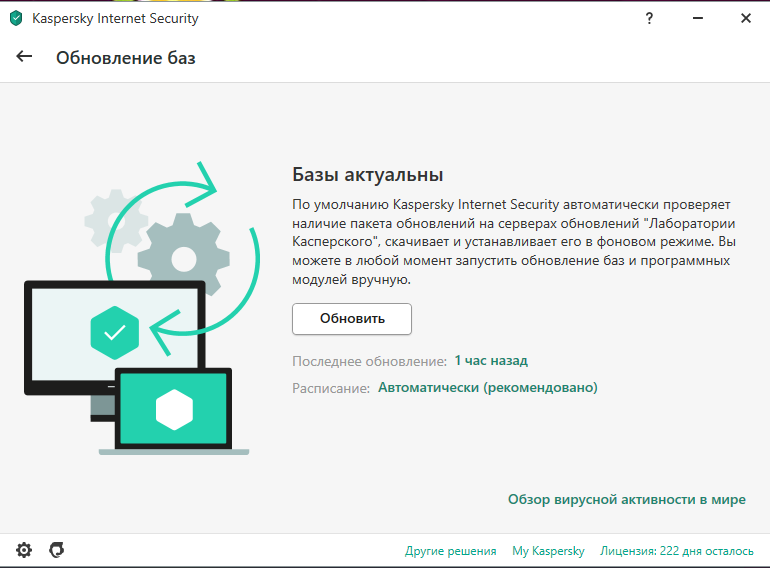 Kaspersky Internet Security
?
Обновление баз
Базы актуальны
По умолчанию Kaspersky Internet Security автоматически проверяет
наличие пакета обновлений на серверах обновлений "Лаборатории
Касперского", скачивает и устанавливает его в фоновом режиме. Вы
можете в любой момент запустить обновление баз и программных
модулей вручную.
Обновить
Последнее обновление: 1 час назад
Расписание: Автоматически (рекомендовано)
Обзор вирусной активности в мире
Другие решения My Kaspersky Лицензия: 222 дня осталось